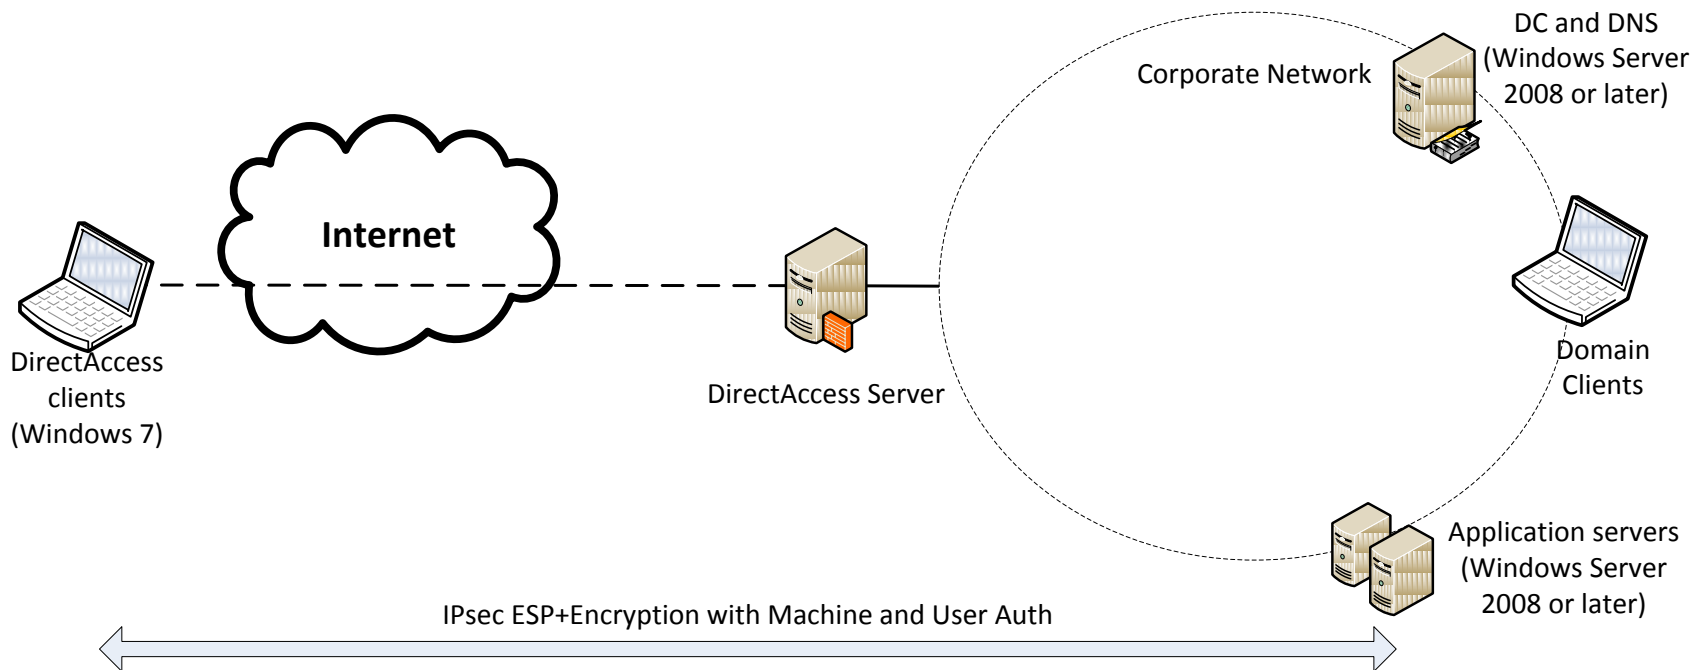 DC and DNS
(Windows Server
2008 or later)
Corporate Network
Internet
DirectAccess
clients
(Windows 7)
DirectAccess Server
Domain
Clients
Application servers
(Windows Server
2008 or later)
IPsec ESP+Encryption with Machine and User Auth